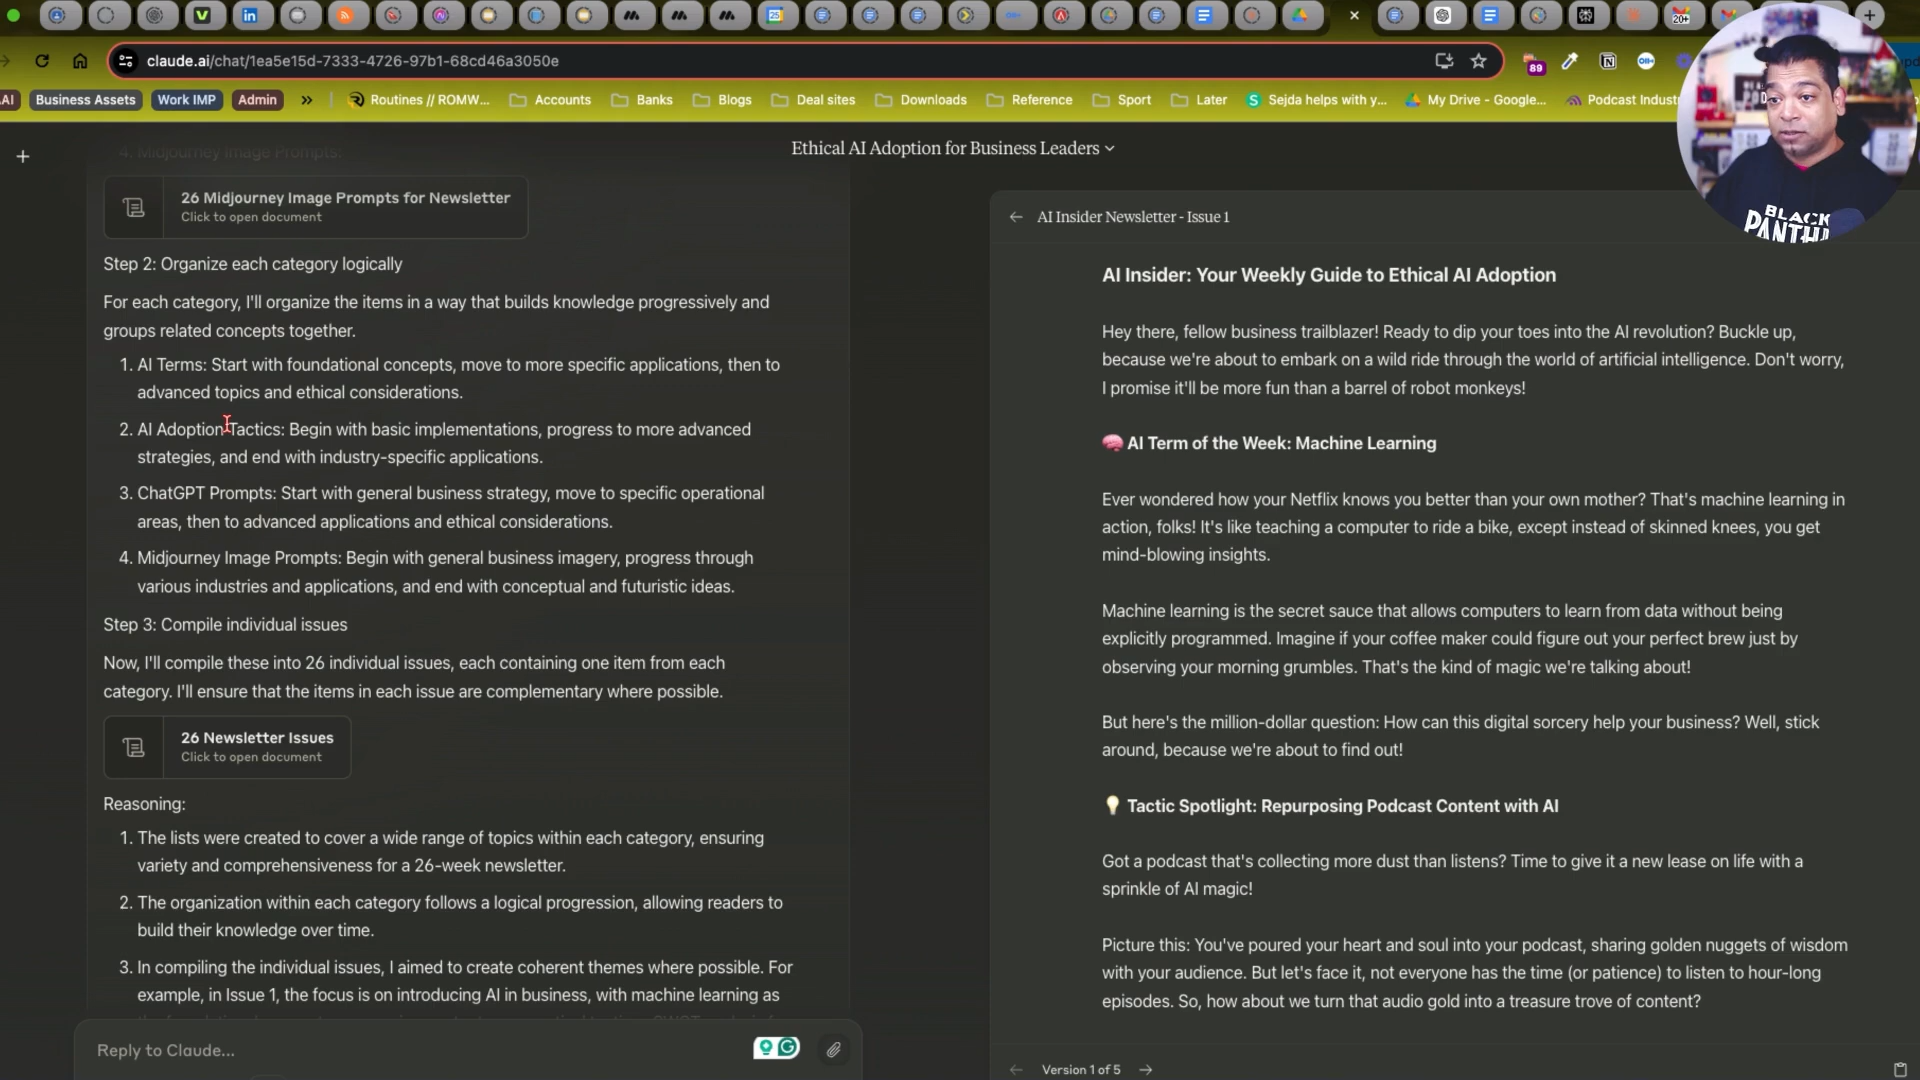 25
20+
claude.ai/chat/1ea5e15d-7333-4726-97b1-68cd46a3050e
89
AI
Business Assets
Work IMP
Admin
Routines // ROMW...
Accounts
Banks
Blogs
Deal sites
Downloads
Reference
Sport
Later
Sejda helps with y...
My Drive - Google...
Podcast Indust
Ethical AI Adoption for Business Leaders
4. Midjourney Image Prompts:
26 Midjourney Image Prompts for Newsletter
Click to open document
Step 2: Organize each category logically
For each category, I'll organize the items in a way that builds knowledge progressively and
groups related concepts together.
1. AI Terms: Start with foundational concepts, move to more specific applications, then to
advanced topics and ethical considerations.
2. AI Adoption Tactics: Begin with basic implementations, progress to more advanced
strategies, and end with industry-specific applications.
3. ChatGPT Prompts: Start with general business strategy, move to specific operational
areas, then to advanced applications and ethical considerations.
4. Midjourney Image Prompts: Begin with general business imagery, progress through
various industries and applications, and end with conceptual and futuristic ideas.
Step 3: Compile individual issues
Now, I'll compile these into 26 individual issues, each containing one item from each
category. I'll ensure that the items in each issue are complementary where possible.
26 Newsletter Issues
Click to open document
Reasoning:
1. The lists were created to cover a wide range of topics within each category, ensuring
variety and comprehensiveness for a 26-week newsletter.
2. The organization within each category follows a logical progression, allowing readers to
build their knowledge over time.
3. In compiling the individual issues, I aimed to create coherent themes where possible. For
example, in Issue 1, the focus is on introducing AI in business, with machine learning as
Reply to Claude...
AI Insider Newsletter - Issue 1
AI Insider: Your Weekly Guide to Ethical AI Adoption
Hey there, fellow business trailblazer! Ready to dip your toes into the AI revolution? Buckle up,
because we're about to embark on a wild ride through the world of artificial intelligence. Don't worry,
I promise it'll be more fun than a barrel of robot monkeys!
🧠 AI Term of the Week: Machine Learning
Ever wondered how your Netflix knows you better than your own mother? That's machine learning in
action, folks! It's like teaching a computer to ride a bike, except instead of skinned knees, you get
mind-blowing insights.
Machine learning is the secret sauce that allows computers to learn from data without being
explicitly programmed. Imagine if your coffee maker could figure out your perfect brew just by
observing your morning grumbles. That's the kind of magic we're talking about!
But here's the million-dollar question: How can this digital sorcery help your business? Well, stick
around, because we're about to find out!
💡 Tactic Spotlight: Repurposing Podcast Content with AI
Got a podcast that's collecting more dust than listens? Time to give it a new lease on life with a
sprinkle of AI magic!
Picture this: You've poured your heart and soul into your podcast, sharing golden nuggets of wisdom
with your audience. But let's face it, not everyone has the time (or patience) to listen to hour-long
episodes. So, how about we turn that audio gold into a treasure trove of content?
Version 1 of 5
BLACK
PANTH